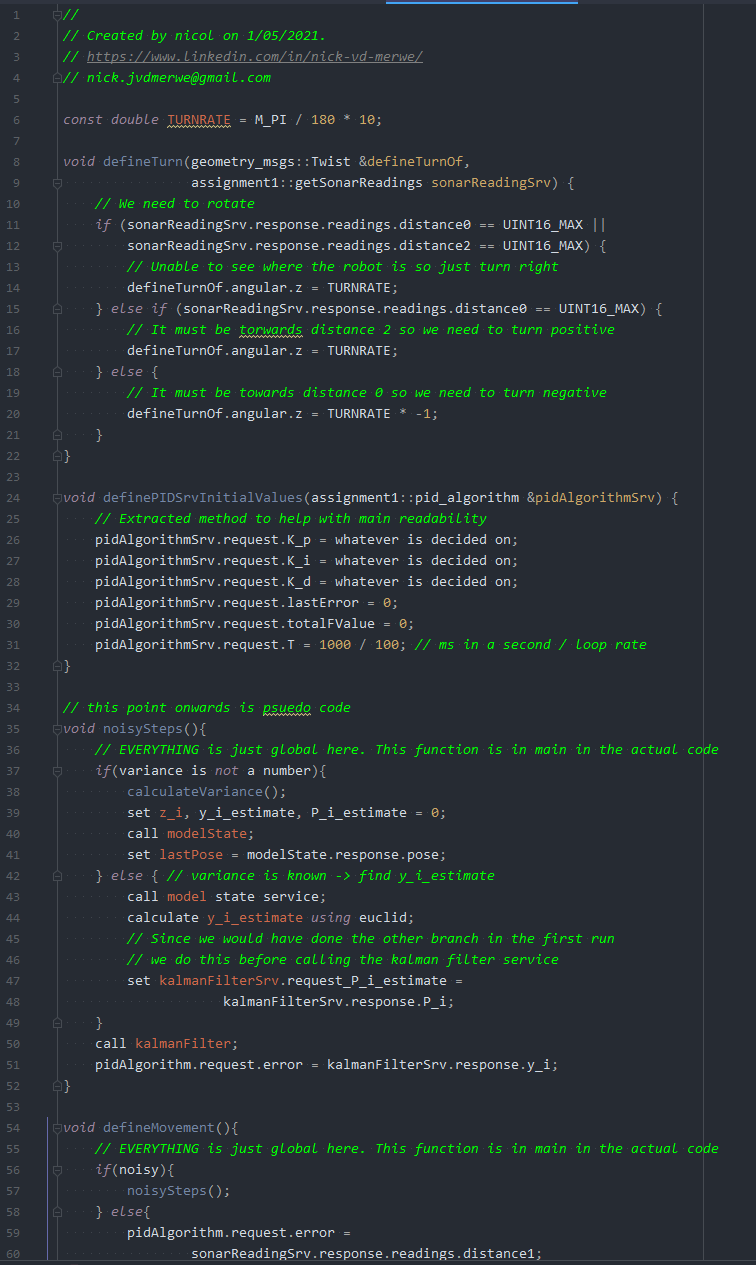 1 //
2 // Created by nicol on 1/05/2021.
3 // https://www.linkedin.com/in/nick-vd-merwe/
4 // nick.jvdmerwe@gmail.com
5
6 const double TURNRATE = M_PI / 180 * 10;
7
8 void defineTurn(geometry_msgs::Twist &defineTurnOf,
9                 assignment1::getSonarReadings sonarReadingSrv) {
10     // We need to rotate
11     if (sonarReadingSrv.response.readings.distance0 == UINT16_MAX ||
12         sonarReadingSrv.response.readings.distance2 == UINT16_MAX) {
13         // Unable to see where the robot is so just turn right
14         defineTurnOf.angular.z = TURNRATE;
15     } else if (sonarReadingSrv.response.readings.distance0 == UINT16_MAX) {
16         // It must be torwards distance 2 so we need to turn positive
17         defineTurnOf.angular.z = TURNRATE;
18     } else {
19         // It must be towards distance 0 so we need to turn negative
20         defineTurnOf.angular.z = TURNRATE * -1;
21     }
22 }
23
24 void definePIDSrvInitialValues(assignment1::pid_algorithm &pidAlgorithmSrv) {
25     // Extracted method to help with main readability
26     pidAlgorithmSrv.request.K_p = whatever is decided on;
27     pidAlgorithmSrv.request.K_i = whatever is decided on;
28     pidAlgorithmSrv.request.K_d = whatever is decided on;
29     pidAlgorithmSrv.request.lastError = 0;
30     pidAlgorithmSrv.request.totalFValue = 0;
31     pidAlgorithmSrv.request.T = 1000 / 100; // ms in a second / loop rate
32 }
33
34 // this point onwards is psuedo code
35 void noisySteps(){
36     // EVERYTHING is just global here. This function is in main in the actual code
37     if(variance is not a number){
38         calculateVariance();
39         set z_i, y_i_estimate, P_i_estimate = 0;
40         call modelState;
41         set lastPose = modelState.response.pose;
42     } else { // variance is known -> find y_i_estimate
43         call model state service;
44         calculate y_i_estimate using euclid;
45         // Since we would have done the other branch in the first run
46         // we do this before calling the kalman filter service
47         set kalmanFilterSrv.request_P_i_estimate =
48                     kalmanFilterSrv.response.P_i;
49     }
50     call kalmanFilter;
51     pidAlgorithm.request.error = kalmanFilterSrv.response.y_i;
52 }
53
54 void defineMovement(){
55     // EVERYTHING is just global here. This function is in main in the actual code
56     if(noisy){
57         noisySteps();
58     } else{
59         pidAlgorithm.request.error =
60                 sonarReadingSrv.response.readings.distance1;